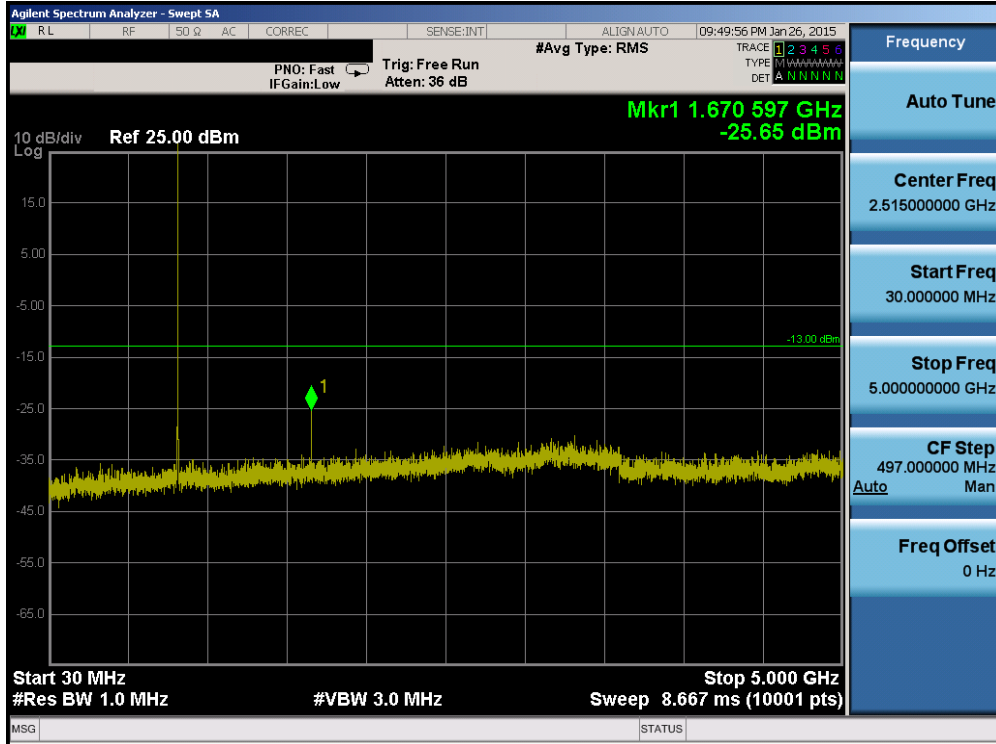 Agilent Spectrum Analyzer - Swept SA
LXI RL RF 50 Ω AC CORREC SENSE:INT ALIGN AUTO 09:49:56 PM Jan 26, 2015
#Avg Type: RMS TRACE 1 2 3 4 5 6
PNO: Fast Trig: Free Run TYPE M WWWWW
IFGain:Low Atten: 36 dB DET A N N N N N
Mkr1 1.670 597 GHz
-25.65 dBm
10 dB/div Ref 25.00 dBm
Log
15.0
5.00
-5.00
-13.00 dBm
-15.0
1
-25.0
-35.0
-45.0
-55.0
-65.0
Start 30 MHz Stop 5.000 GHz
#Res BW 1.0 MHz #VBW 3.0 MHz Sweep 8.667 ms (10001 pts)
MSG STATUS
Frequency
Auto Tune
Center Freq
2.515000000 GHz
Start Freq
30.000000 MHz
Stop Freq
5.000000000 GHz
CF Step
497.000000 MHz
Auto Man
Freq Offset
0 Hz